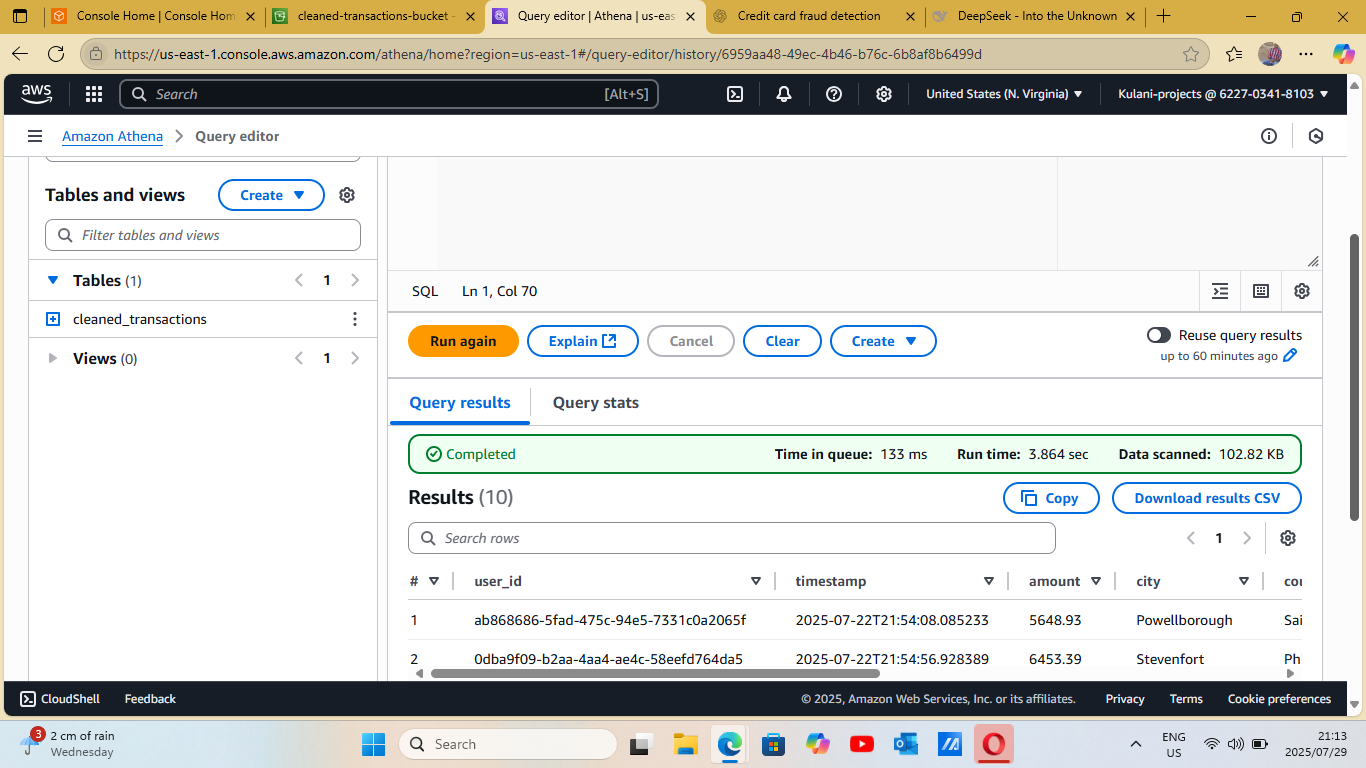 Console Home | Console Hom
cleaned-transactions-bucket -
Query editor | Athena | us-eas
Credit card fraud detection
DeepSeek - Into the Unknown
https://us-east-1.console.aws.amazon.com/athena/home?region=us-east-1#/query-editor/history/6959aa48-49ec-4b46-b76c-6b8af8b6499d
aws
Search [Alt+S]
United States (N. Virginia)
Kulani-projects @ 6227-0341-8103
Amazon Athena > Query editor
Tables and views
Create
Filter tables and views
Tables (1)
1
cleaned_transactions
Views (0)
1
SQL Ln 1, Col 70
Run again
Explain
Cancel
Clear
Create
Reuse query results
up to 60 minutes ago
Query results
Query stats
Completed
Time in queue: 133 ms
Run time: 3.864 sec
Data scanned: 102.82 KB
Results (10)
Copy
Download results CSV
Search rows
1
# user_id timestamp amount city cou
1 ab868686-5fad-475c-94e5-7331c0a2065f 2025-07-22T21:54:08.085233 5648.93 Powellborough Sai
2 0dba9f09-b2aa-4aa4-ae4c-58eefd764da5 2025-07-22T21:54:56.928389 6453.39 Stevenfort Ph
CloudShell
Feedback
© 2025, Amazon Web Services, Inc. or its affiliates.
Privacy
Terms
Cookie preferences
3
2 cm of rain
Wednesday
Search
ENG
US
21:13
2025/07/29